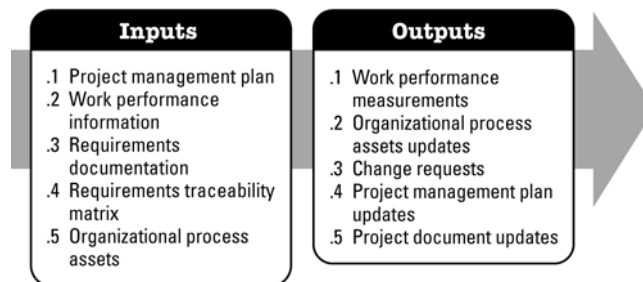 Inputs
.1 Project management plan
.2 Work performance
information
.3 Requirements
documentation
.4 Requirements traceability
matrix
.5 Organizational process
assets
Outputs
.1 Work performance
measurements
.2 Organizational process
assets updates
.3 Change requests
.4 Project management plan
updates
.5 Project document updates